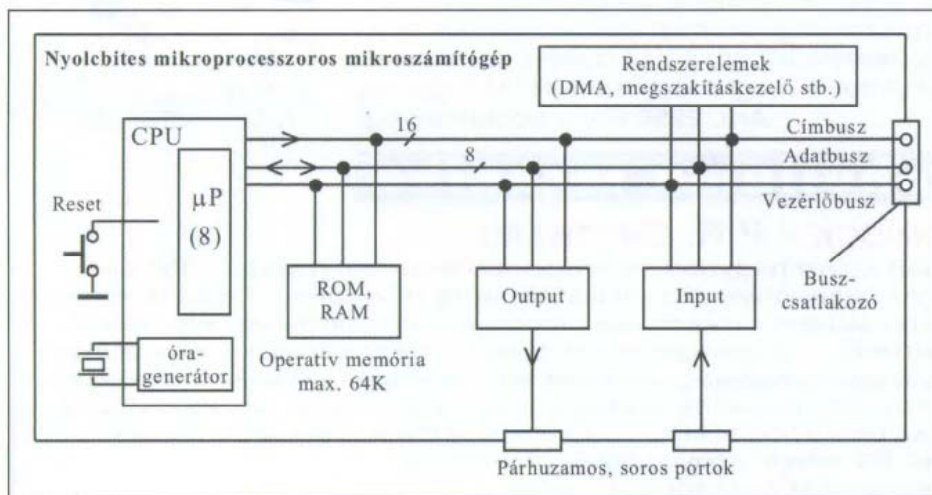 Nyolcbites mikroprocesszoros mikroszámítógép
Rendszerelemek
(DMA, megszakításkezelő stb.)
CPU
16
Címbusz
8
Adatbusz
µP
(8)
Vezérlőbusz
Reset
ROM,
RAM
Output
Input
Busz-
csatlakozó
óra-
generátor
Operatív memória
max. 64K
Párhuzamos, soros portok